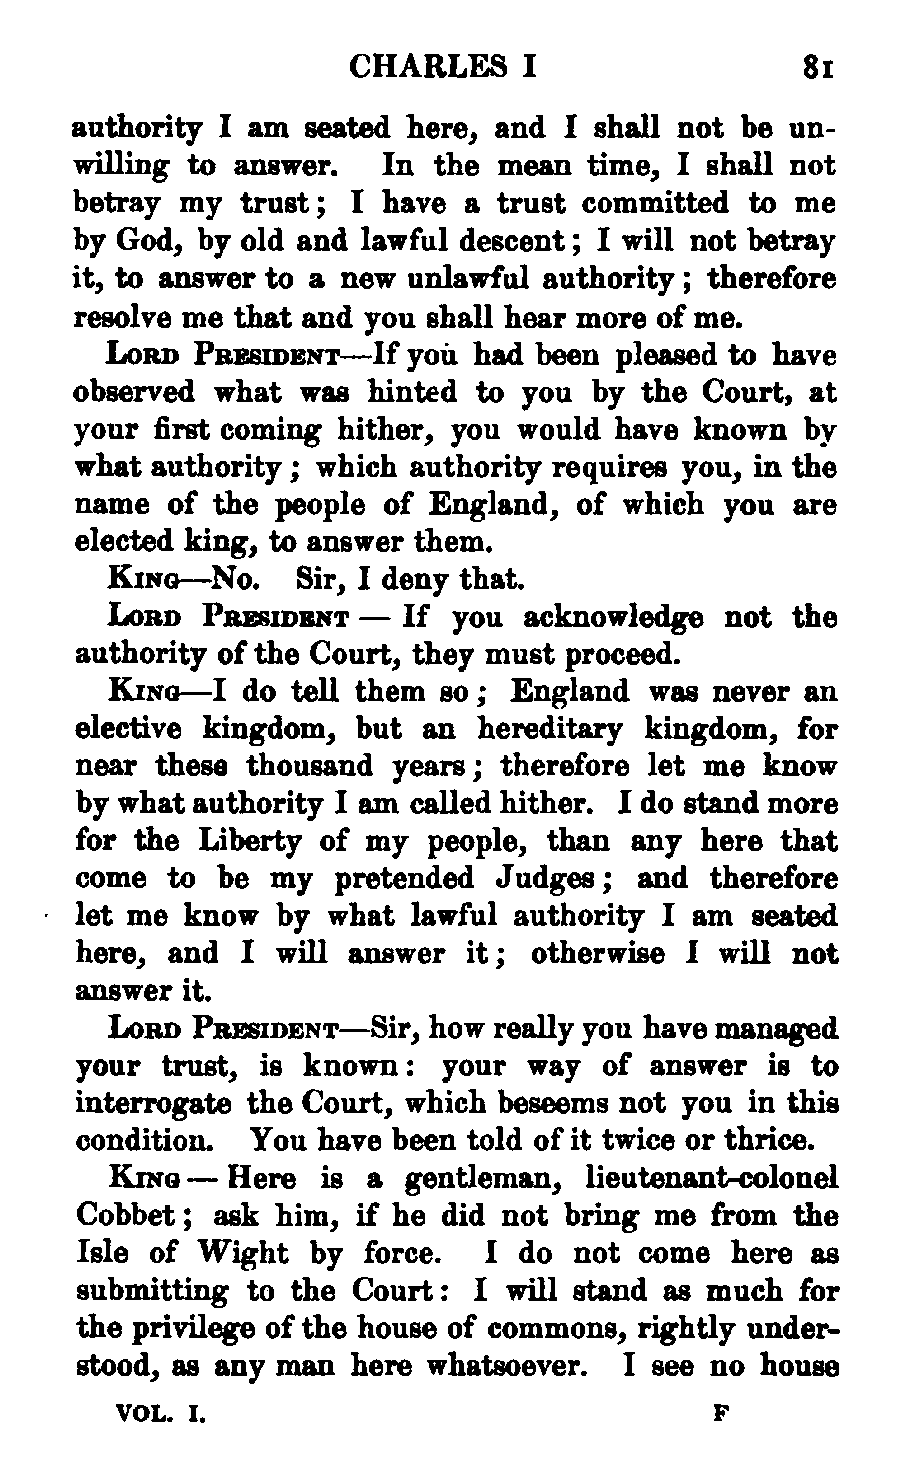 CHARLES I 81
authority I am seated here, and I shall not be un-
willing to answer. In the mean time, I shall not
betray my trust; I have a trust committed to me
by God, by old and lawful descent; I will not betray
it, to answer to a new unlawful authority; therefore
resolve me that and you shall hear more of me.
LORD PRESIDENT—If you had been pleased to have
observed what was hinted to you by the Court, at
your first coming hither, you would have known by
what authority; which authority requires you, in the
name of the people of England, of which you are
elected king, to answer them.
KING—No. Sir, I deny that.
LORD PRESIDENT — If you acknowledge not the
authority of the Court, they must proceed.
KING—I do tell them so; England was never an
elective kingdom, but an hereditary kingdom, for
near these thousand years; therefore let me know
by what authority I am called hither. I do stand more
for the Liberty of my people, than any here that
come to be my pretended Judges; and therefore
let me know by what lawful authority I am seated
here, and I will answer it; otherwise I will not
answer it.
LORD PRESIDENT—Sir, how really you have managed
your trust, is known: your way of answer is to
interrogate the Court, which beseems not you in this
condition. You have been told of it twice or thrice.
KING — Here is a gentleman, lieutenant-colonel
Cobbet; ask him, if he did not bring me from the
Isle of Wight by force. I do not come here as
submitting to the Court: I will stand as much for
the privilege of the house of commons, rightly under-
stood, as any man here whatsoever. I see no house
VOL. I. F